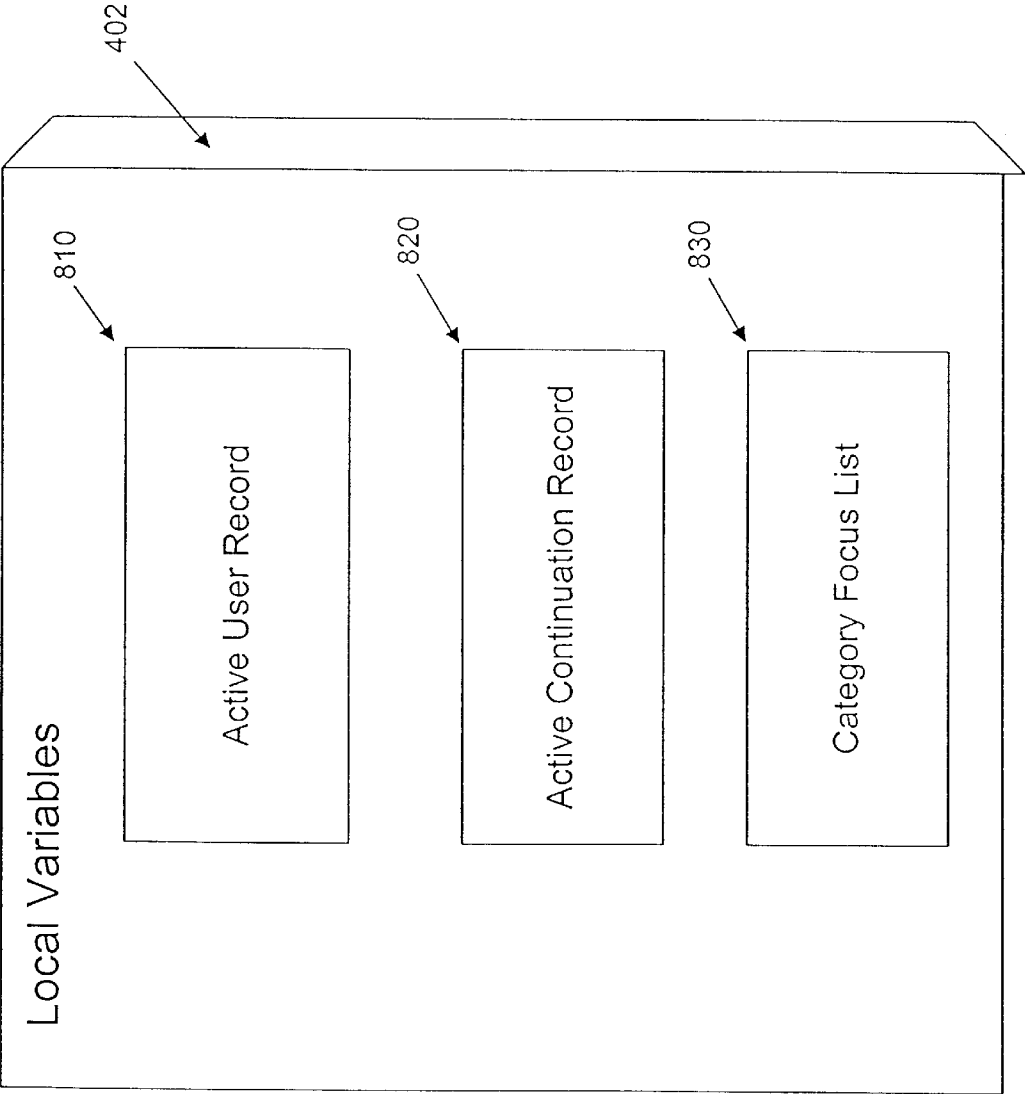 Local Variables
402
810
Active User Record
820
Active Continuation Record
830
Category Focus List